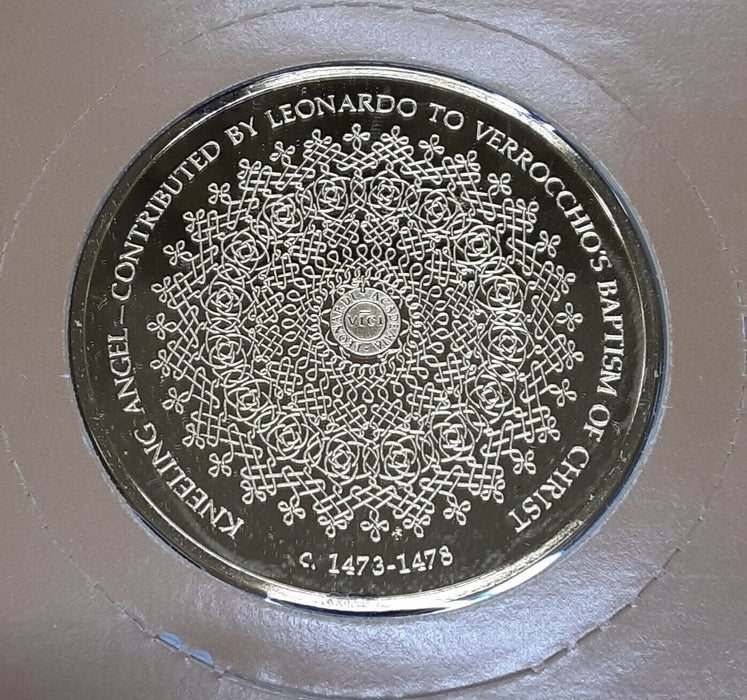 KNEELING ANGEL—CONTRIBUTED BY LEONARDO TO VERROCCHIO'S BAPTISM OF CHRIST
c. 1473-1478